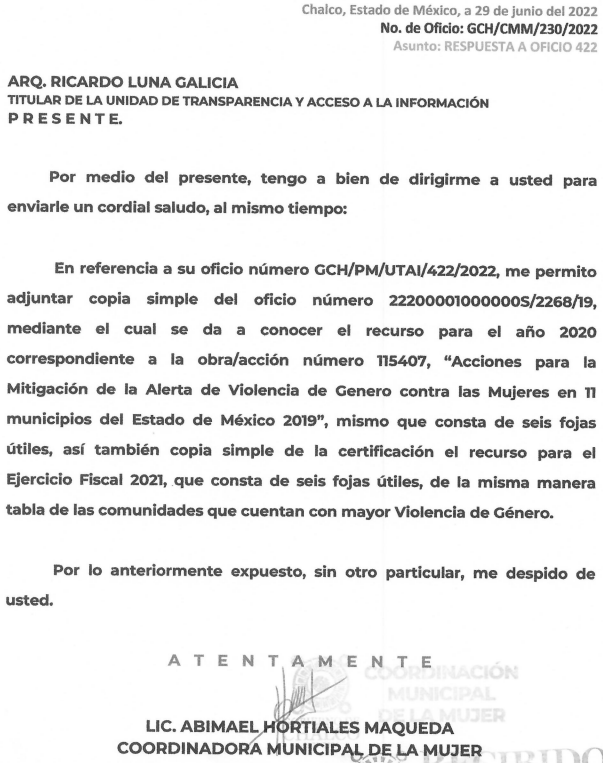 Chalco, Estado de México, a 29 de junio del 2022
No. de Oficio: GCH/CMM/230/2022
Asunto: RESPUESTA A OFICIO 422
ARQ. RICARDO LUNA GALICIA
TITULAR DE LA UNIDAD DE TRANSPARENCIA Y ACCESO A LA INFORMACIÓN
P R E S E N T E.
Por medio del presente, tengo a bien de dirigirme a usted para
enviarle un cordial saludo, al mismo tiempo:
En referencia a su oficio número GCH/PM/UTAI/422/2022, me permito
adjuntar copia simple del oficio número 22200001000000S/2268/19,
mediante el cual se da a conocer el recurso para el año 2020
correspondiente a la obra/acción número 115407, “Acciones para la
Mitigación de la Alerta de Violencia de Genero contra las Mujeres en 11
municipios del Estado de México 2019”, mismo que consta de seis fojas
útiles, así también copia simple de la certificación el recurso para el
Ejercicio Fiscal 2021, que consta de seis fojas útiles, de la misma manera
tabla de las comunidades que cuentan con mayor Violencia de Género.
Por lo anteriormente expuesto, sin otro particular, me despido de
usted.
A T E N T A M E N T E
COORDINACIÓN
MUNICIPAL
DE LA MUJER
CHALCO
LIC. ABIMAEL HORTIALES MAQUEDA
COORDINADORA MUNICIPAL DE LA MUJER
RECIBIDO